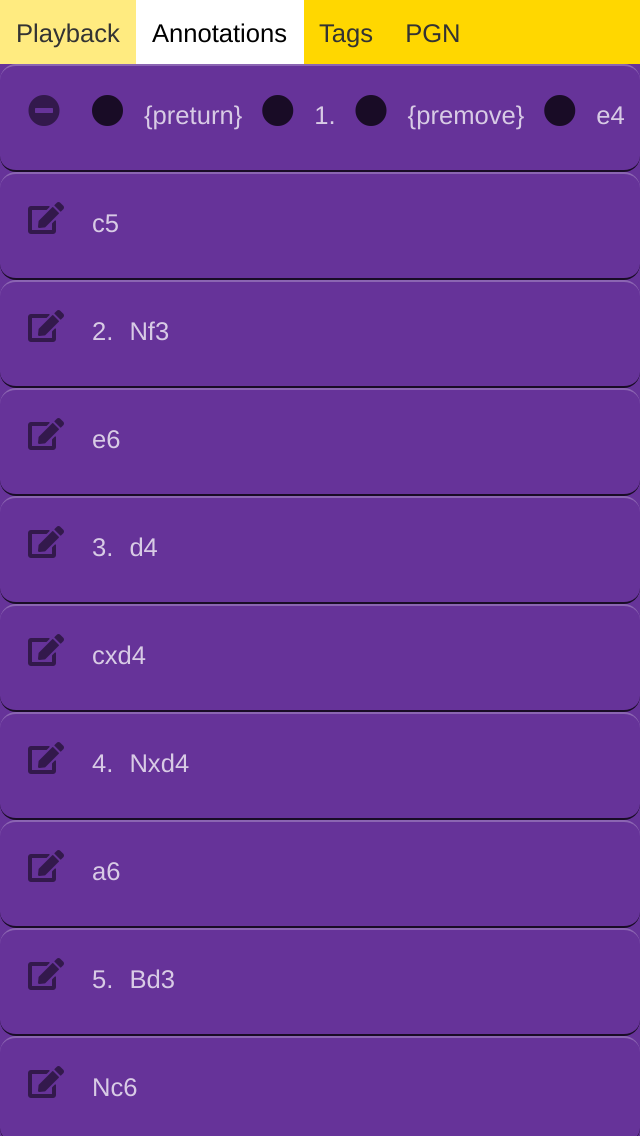 Playback Annotations Tags PGN
{preturn} 1. {premove} e4
c5
2. Nf3
e6
3. d4
cxd4
4. Nxd4
a6
5. Bd3
Nc6